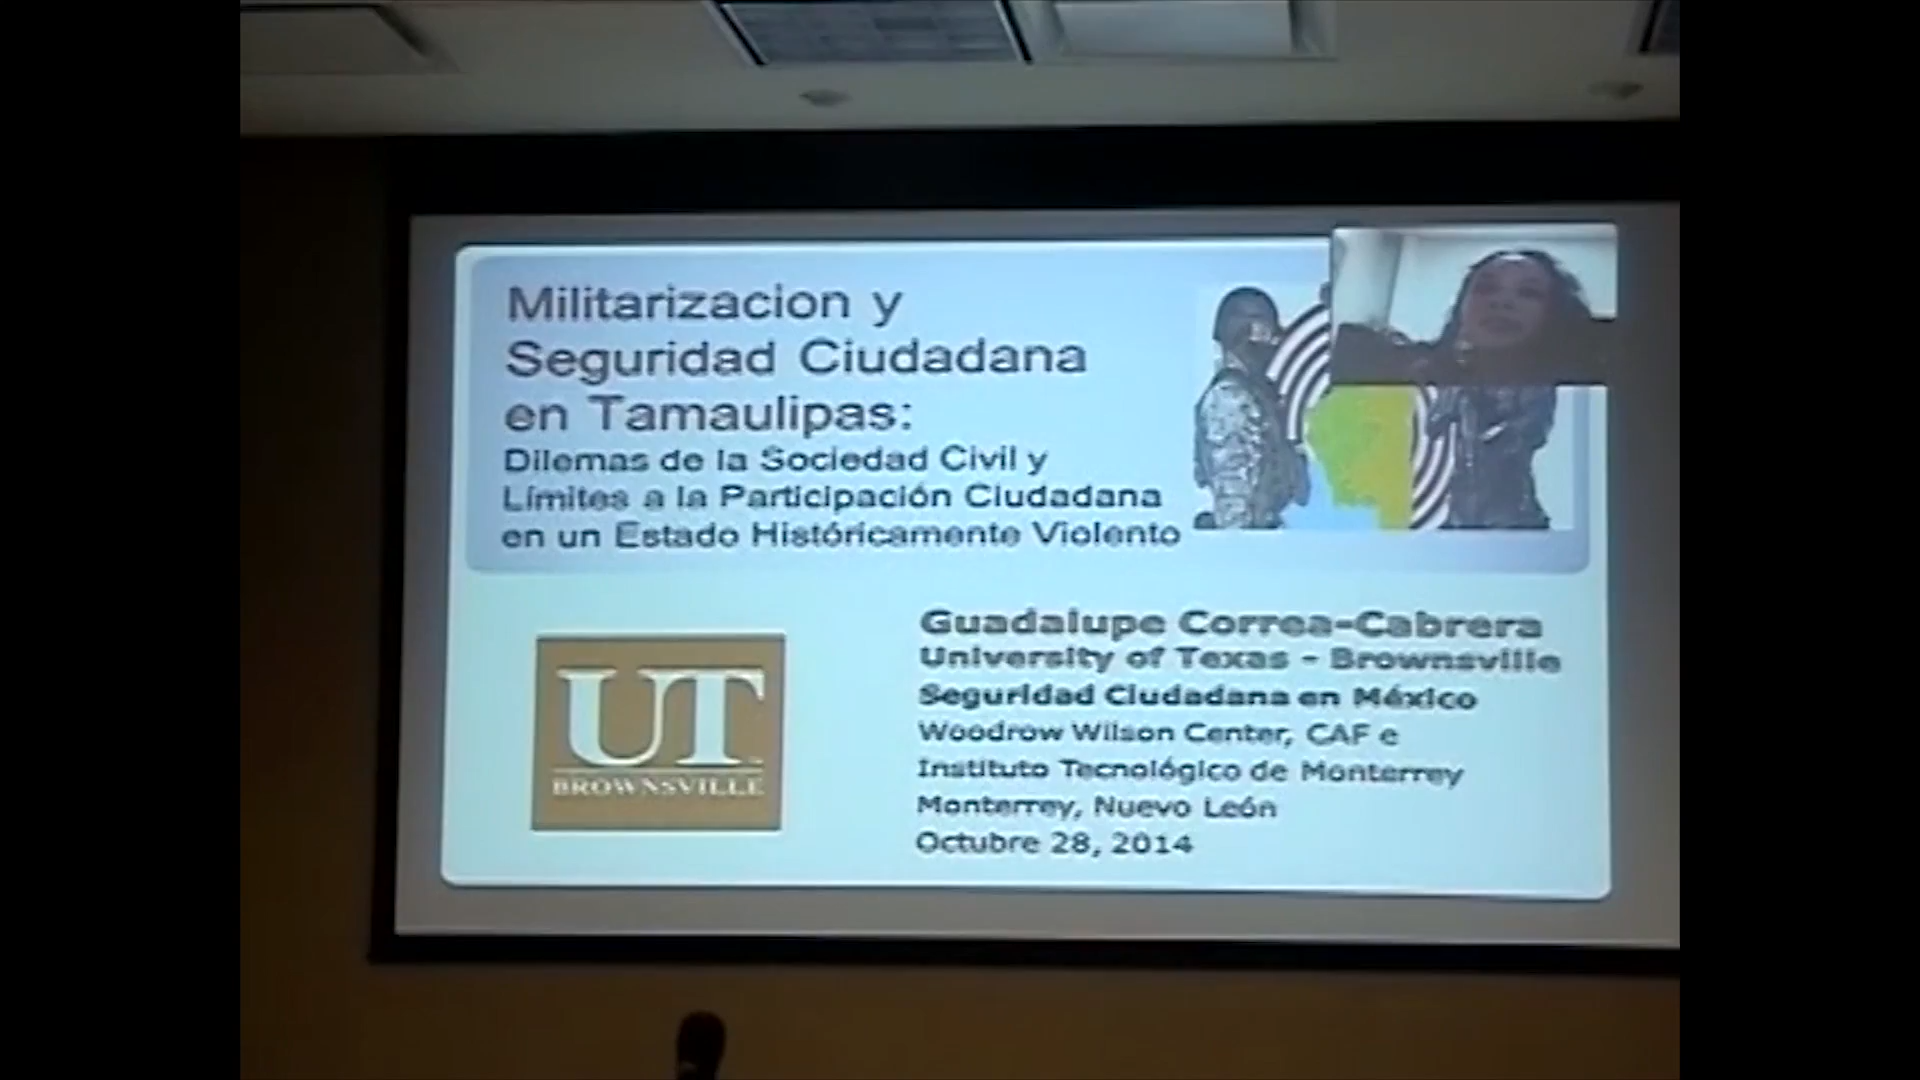 Militarizacion y
Seguridad Ciudadana
en Tamaulipas:
Dilemas de la Sociedad Civil y
Límites a la Participación Ciudadana
en un Estado Históricamente Violento
UT
BROWNSVILLE
Guadalupe Correa-Cabrera
University of Texas - Brownsville
Seguridad Ciudadana en México
Woodrow Wilson Center, CAF e
Instituto Tecnológico de Monterrey
Monterrey, Nuevo León
Octubre 28, 2014